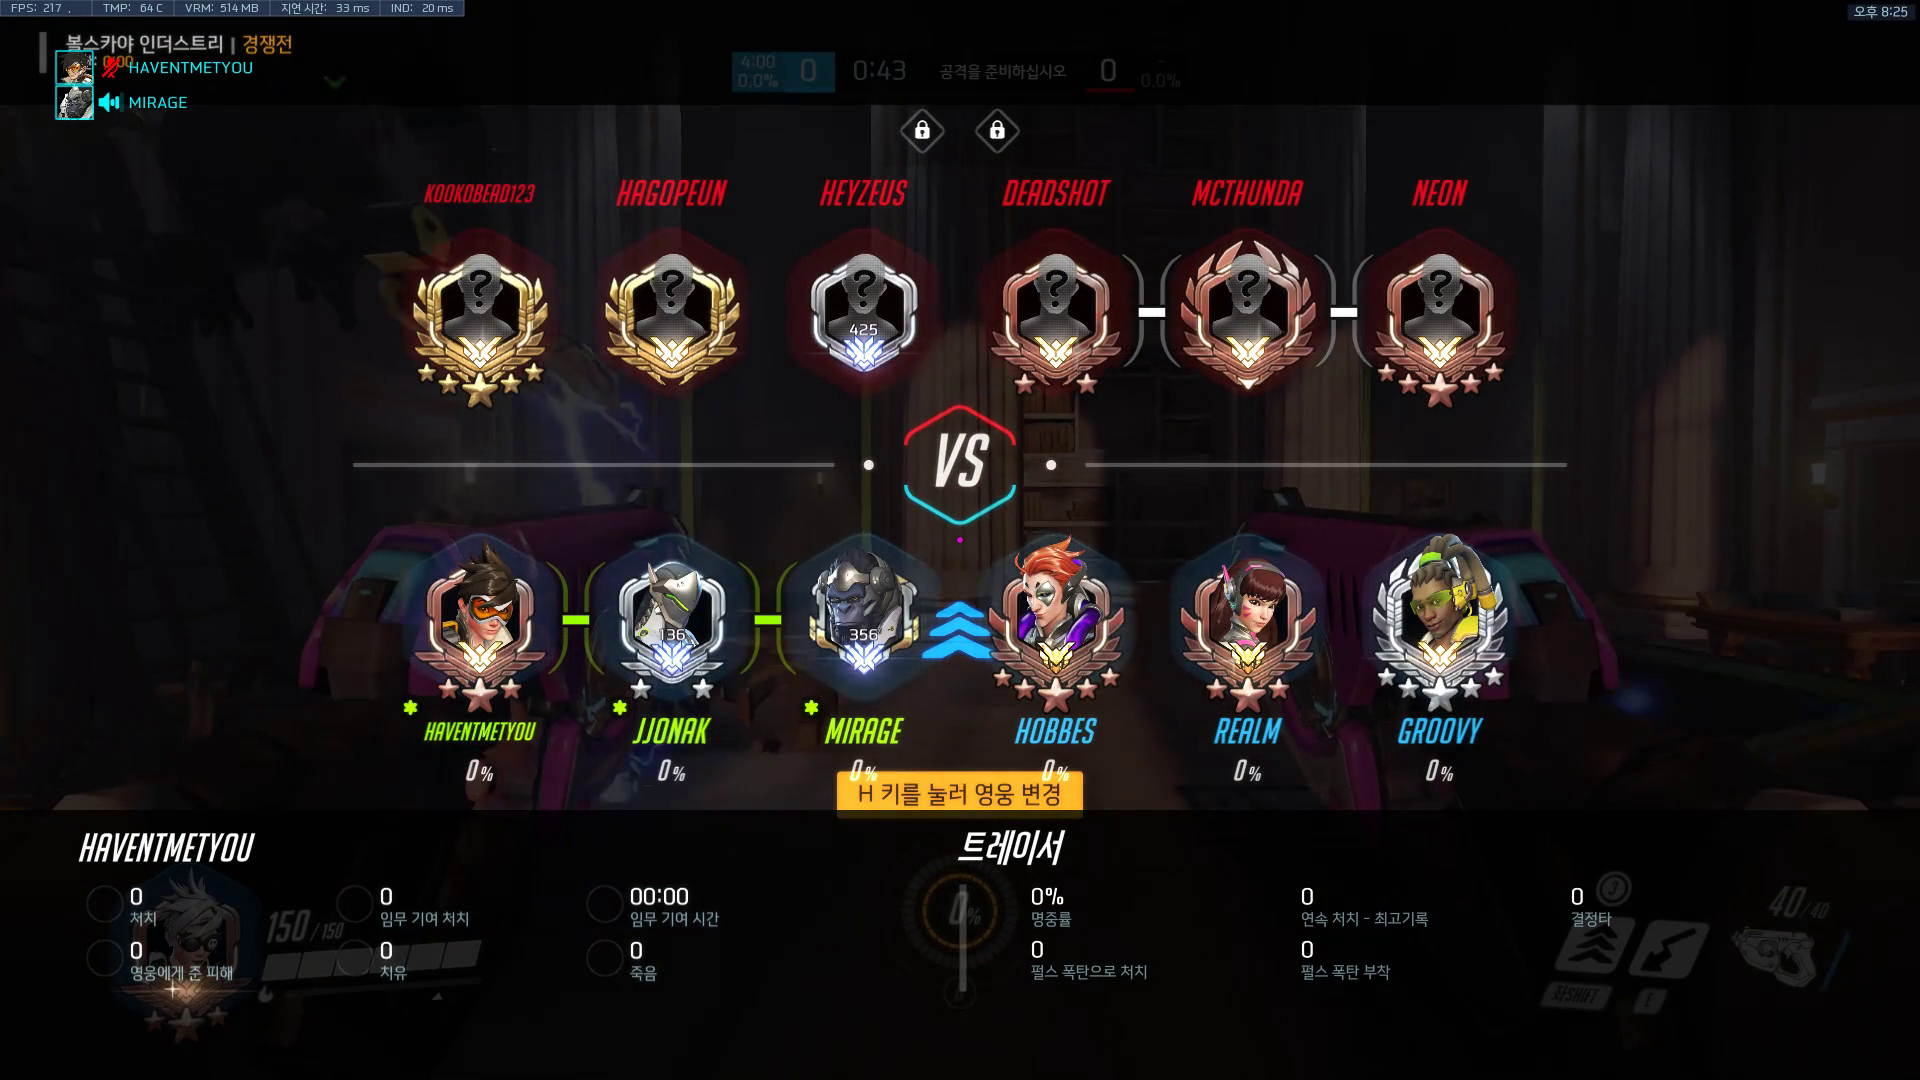 FPS: 217 . TMP: 64 C VRM: 514 MB 지연 시간: 33 ms IND: 20 ms
오후 8:25
볼스카야 인더스트리 | 경쟁전
HAVENTMETYOU
MIRAGE
4:00
0.0%
0
0:43
공격을 준비하십시오
0
0.0%
KOOKOBEAD123 HAGOPEUN HEYZEUS DEADSHOT MCTHUNDA NEON
? ? ? ? ? ?
425
VS
136 356
HAVENTMETYOU JJONAK MIRAGE HOBBES REALM GROOVY
0% 0% 0% 0% 0% 0%
H 키를 눌러 영웅 변경
HAVENTMETYOU
트레이서
0
처치
0
임무 기여 처치
00:00
임무 기여 시간
0%
명중률
0
연속 처치 - 최고기록
0
결정타
0
영웅에게 준 피해
0
치유
0
죽음
0
펄스 폭탄으로 처치
0
펄스 폭탄 부착
150/150
0%
3
40/40
좌SHIFT
E